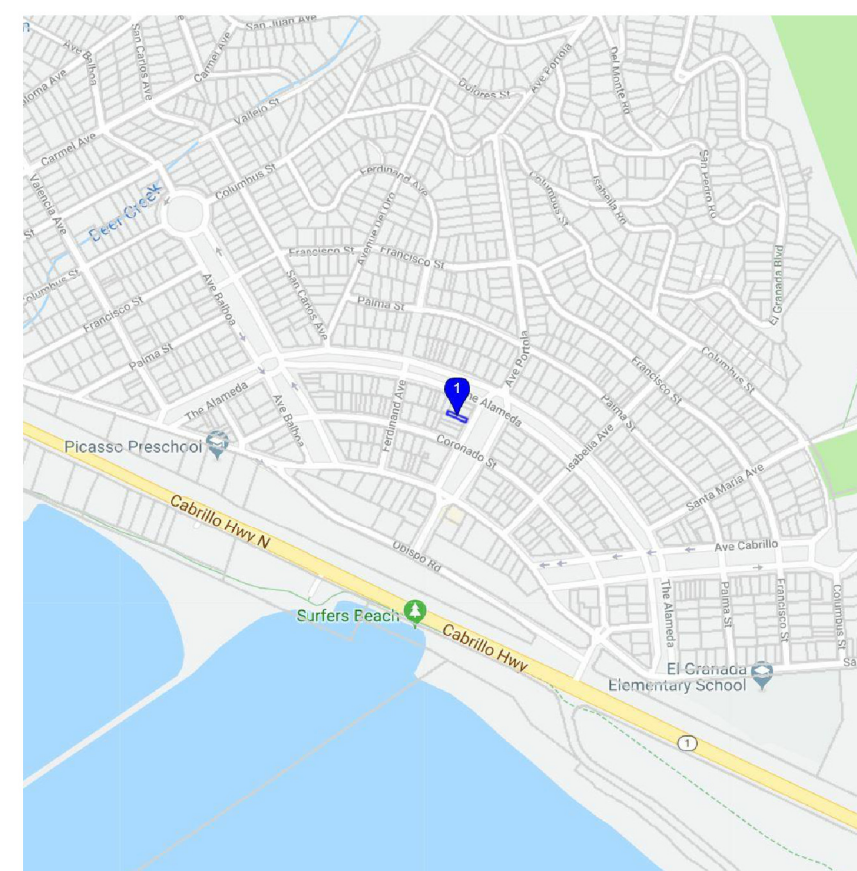 n
San Juan Ave
Ave Balboa
San Carlos Ave
Carmel Ave
Ave Portola
Del Monte Rd
Dolores St
Vallejo St
Carmel Ave
San Pedro Rd
Columbus St
Ferdinand Ave
Valencia Ave
Isabella Rd
Columbus St
Avenue Del Oro
Deer Creek
El Granada Blvd
Francisco St
Francisco St
San Carlos Ave
Ave Balboa
Columbus St
Palma St
Francisco St
Ave Portola
Palma St
Columbus St
Francisco St
1
The Alameda
The Alameda
Palma St
Ferdinand Ave
Ave Balboa
Isabella Ave
Picasso Preschool
Coronado St
Santa Maria Ave
Cabrillo Hwy N
Obispo Rd
Ave Cabrillo
The Alameda
Palma St
Francisco St
Columbus St
Surfers Beach
Cabrillo Hwy
El Granada
Elementary School
1